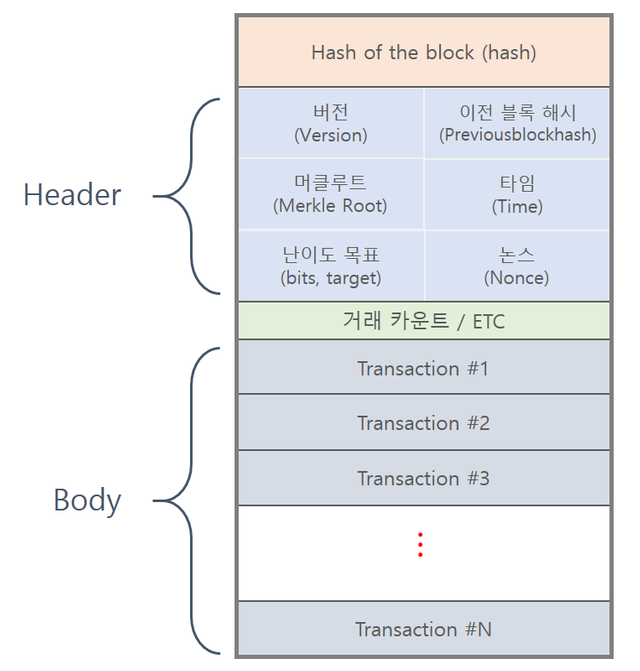 Hash of the block (hash)
Header
버전
(Version)
이전 블록 해시
(Previousblockhash)
머클루트
(Merkle Root)
타임
(Time)
난이도 목표
(bits, target)
논스
(Nonce)
거래 카운트 / ETC
Body
Transaction #1
Transaction #2
Transaction #3
Transaction #N